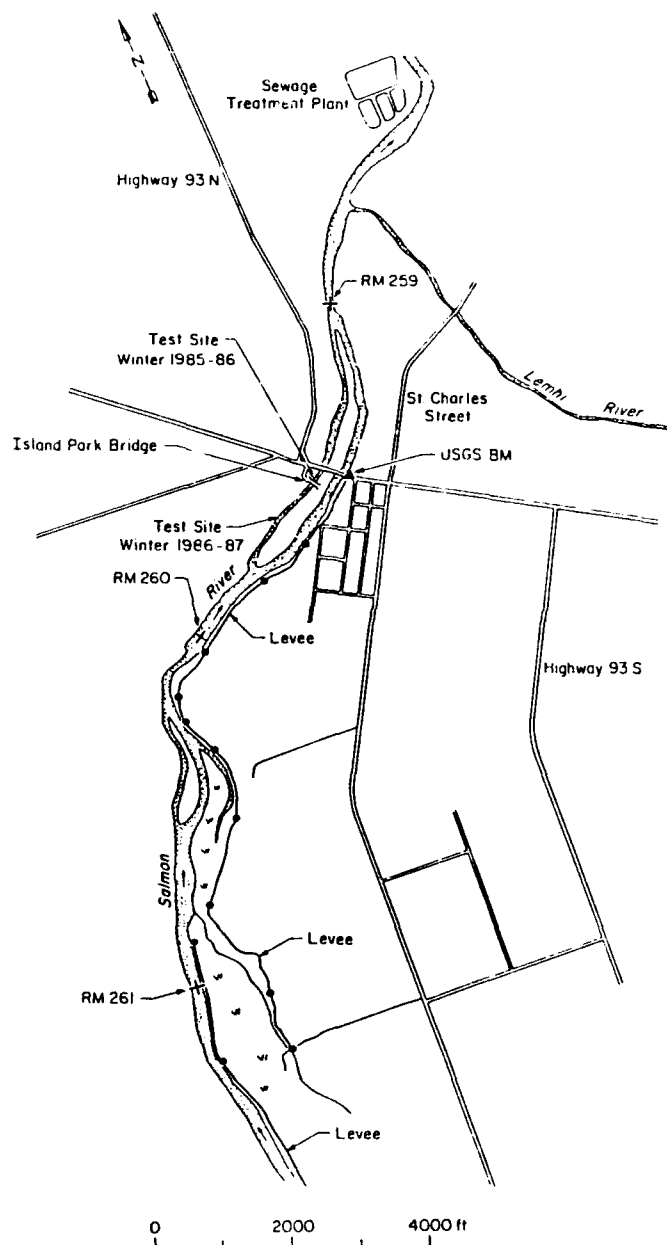 N
Sewage
Treatment Plant
Highway 93 N
RM 259
Test Site
Winter 1985-86
St. Charles
Street
Lemhi
River
Island Park Bridge
USGS BM
Test Site
Winter 1986-87
RM 260
River
Levee
Highway 93 S
Salmon
Levee
RM 261
Levee
0 2000 4000 ft